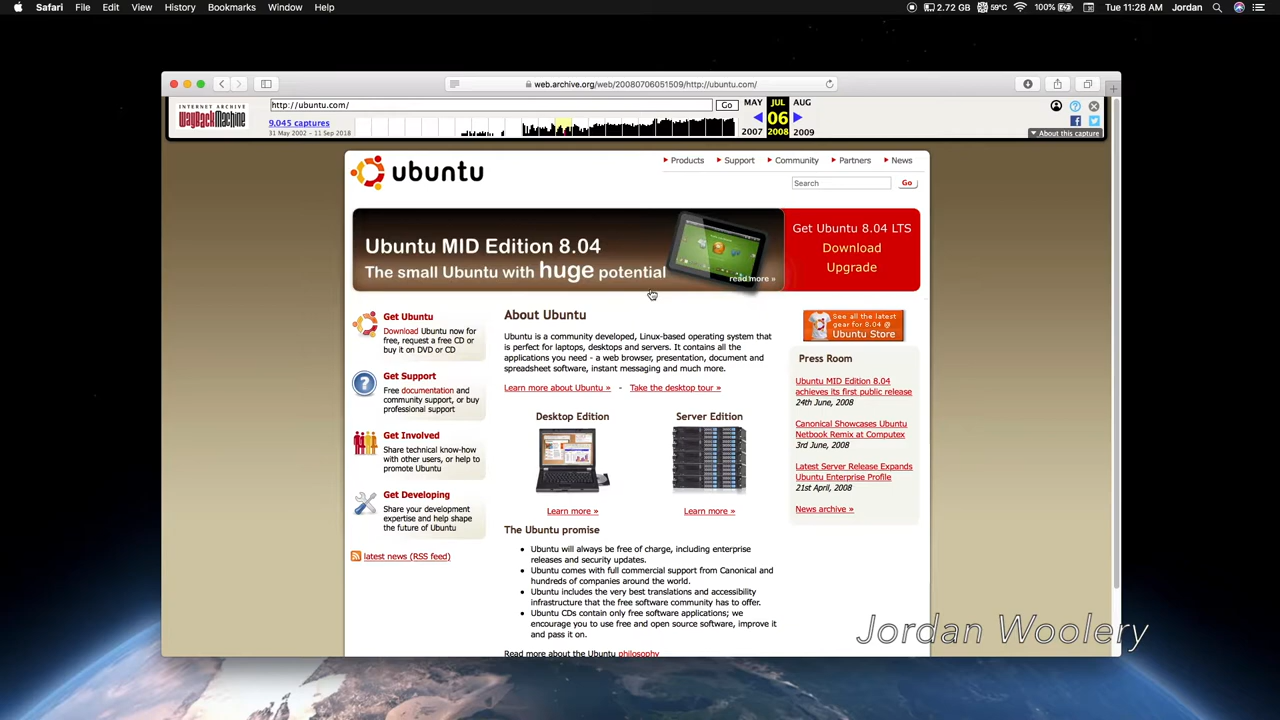 Safari File Edit View History Bookmarks Window Help
2.72 GB 59°C 100% Tue 11:28 AM Jordan
web.archive.org/web/20080706051509/http://ubuntu.com/
INTERNET ARCHIVE
WayBackMachine
http://ubuntu.com/
Go
9,045 captures
31 May 2002 - 11 Sep 2018
MAY JUL AUG
06
2007 2008 2009
About this capture
ubuntu
Products Support Community Partners News
Search
Go
Ubuntu MID Edition 8.04
The small Ubuntu with huge potential
read more »
Get Ubuntu 8.04 LTS
Download
Upgrade
Get Ubuntu
Download Ubuntu now for
free, request a free CD or
buy it on DVD or CD
Get Support
Free documentation and
community support, or buy
professional support
Get Involved
Share technical know-how
with other users, or help to
promote Ubuntu
Get Developing
Share your development
expertise and help shape
the future of Ubuntu
latest news (RSS feed)
About Ubuntu
Ubuntu is a community developed, Linux-based operating system that
is perfect for laptops, desktops and servers. It contains all the
applications you need - a web browser, presentation, document and
spreadsheet software, instant messaging and much more.
Learn more about Ubuntu » - Take the desktop tour »
Desktop Edition Server Edition
Learn more » Learn more »
The Ubuntu promise
• Ubuntu will always be free of charge, including enterprise
releases and security updates.
• Ubuntu comes with full commercial support from Canonical and
hundreds of companies around the world.
• Ubuntu includes the very best translations and accessibility
infrastructure that the free software community has to offer.
• Ubuntu CDs contain only free software applications; we
encourage you to use free and open source software, improve it
and pass it on.
Read more about the Ubuntu philosophy
See all the latest
gear for 8.04 @
Ubuntu Store
Press Room
Ubuntu MID Edition 8.04
achieves its first public release
24th June, 2008
Canonical Showcases Ubuntu
Netbook Remix at Computex
3rd June, 2008
Latest Server Release Expands
Ubuntu Enterprise Profile
21st April, 2008
News archive »
Jordan Woolery